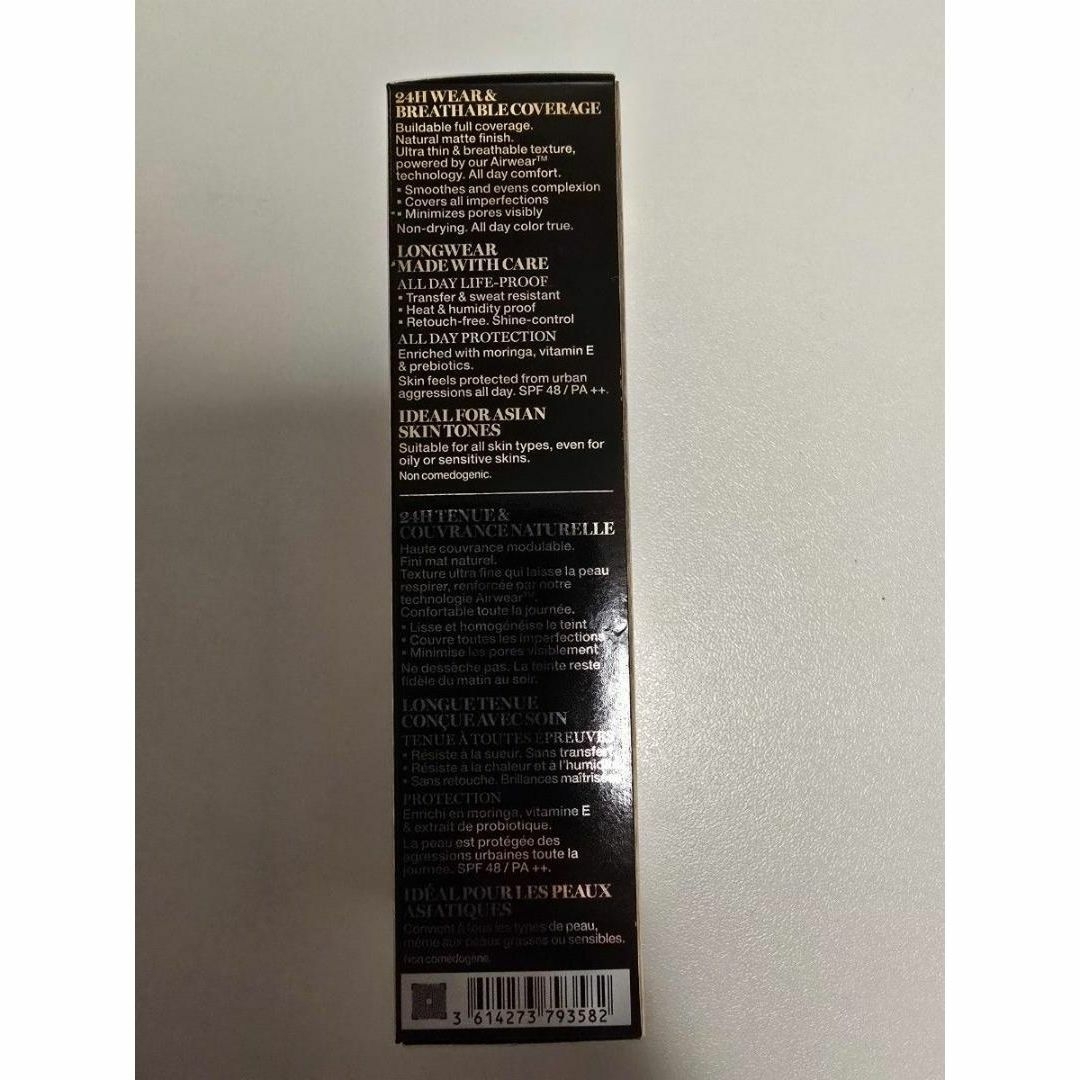 24H WEAR &
BREATHABLE COVERAGE
Buildable full coverage.
Natural matte finish.
Ultra thin & breathable texture,
powered by our Airwear™
technology. All day comfort.
▪ Smoothes and evens complexion
▪ Covers all imperfections
▪ Minimizes pores visibly
Non-drying. All day color true.
LONGWEAR
MADE WITH CARE
ALL DAY LIFE-PROOF
▪ Transfer & sweat resistant
▪ Heat & humidity proof
▪ Retouch-free. Shine-control
ALL DAY PROTECTION
Enriched with moringa, vitamin E
& prebiotics.
Skin feels protected from urban
aggressions all day. SPF 48 / PA ++.
IDEAL FOR ASIAN
SKIN TONES
Suitable for all skin types, even for
oily or sensitive skins.
Non comedogenic.
24H TENUE &
COUVRANCE NATURELLE
Haute couvrance modulable.
Fini mat naturel.
Texture ultra fine qui laisse la peau
respirer, renforcée par notre
technologie Airwear™.
Confortable toute la journée.
▪ Lisse et homogénéise le teint
▪ Couvre toutes les imperfections
▪ Minimise les pores visiblement
Ne dessèche pas. La teinte reste
fidèle du matin au soir.
LONGUE TENUE
CONÇUE AVEC SOIN
TENUE À TOUTES EPREUVES
▪ Résiste à la sueur. Sans transfert
▪ Résiste à la chaleur et à
▪ Sans retouche. Brillances
PROTECTION
Enrichi en moringa, vitamine E
& extrait de probiotique.
La peau est protégée des
agressions urbaines toute la
journée. SPF 48 / PA ++.
IDÉAL POUR LES PEAUX
ASIATIQUES
Convient à tous les types de peau,
même aux peaux grasses ou sensibles.
Non comedogene.
3 614273 793582